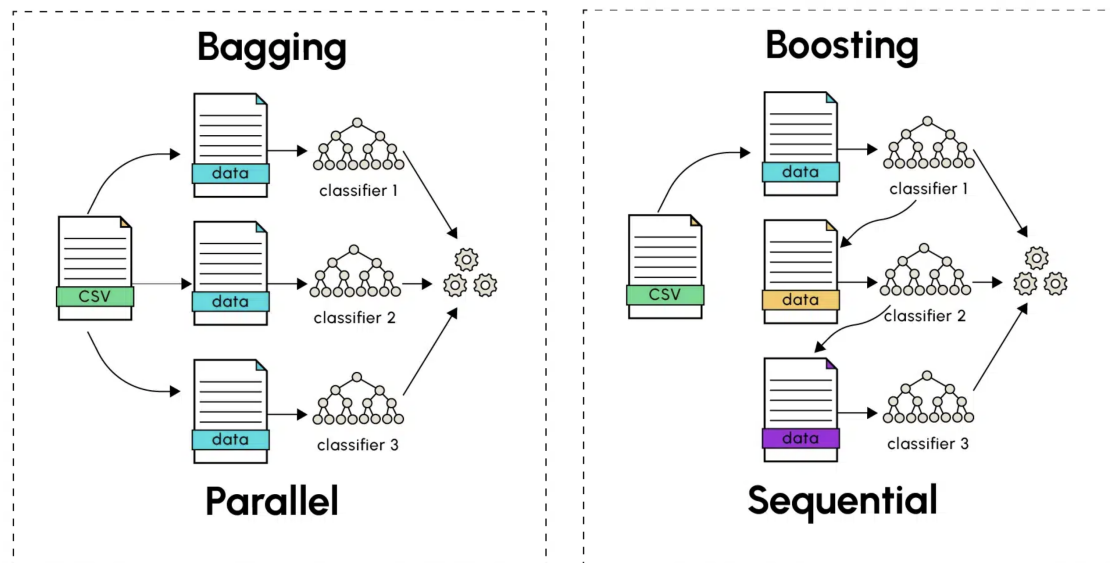 Bagging
data
classifier 1
CSV
data
classifier 2
data
classifier 3
Parallel
Boosting
data
classifier 1
CSV
data
classifier 2
data
classifier 3
Sequential